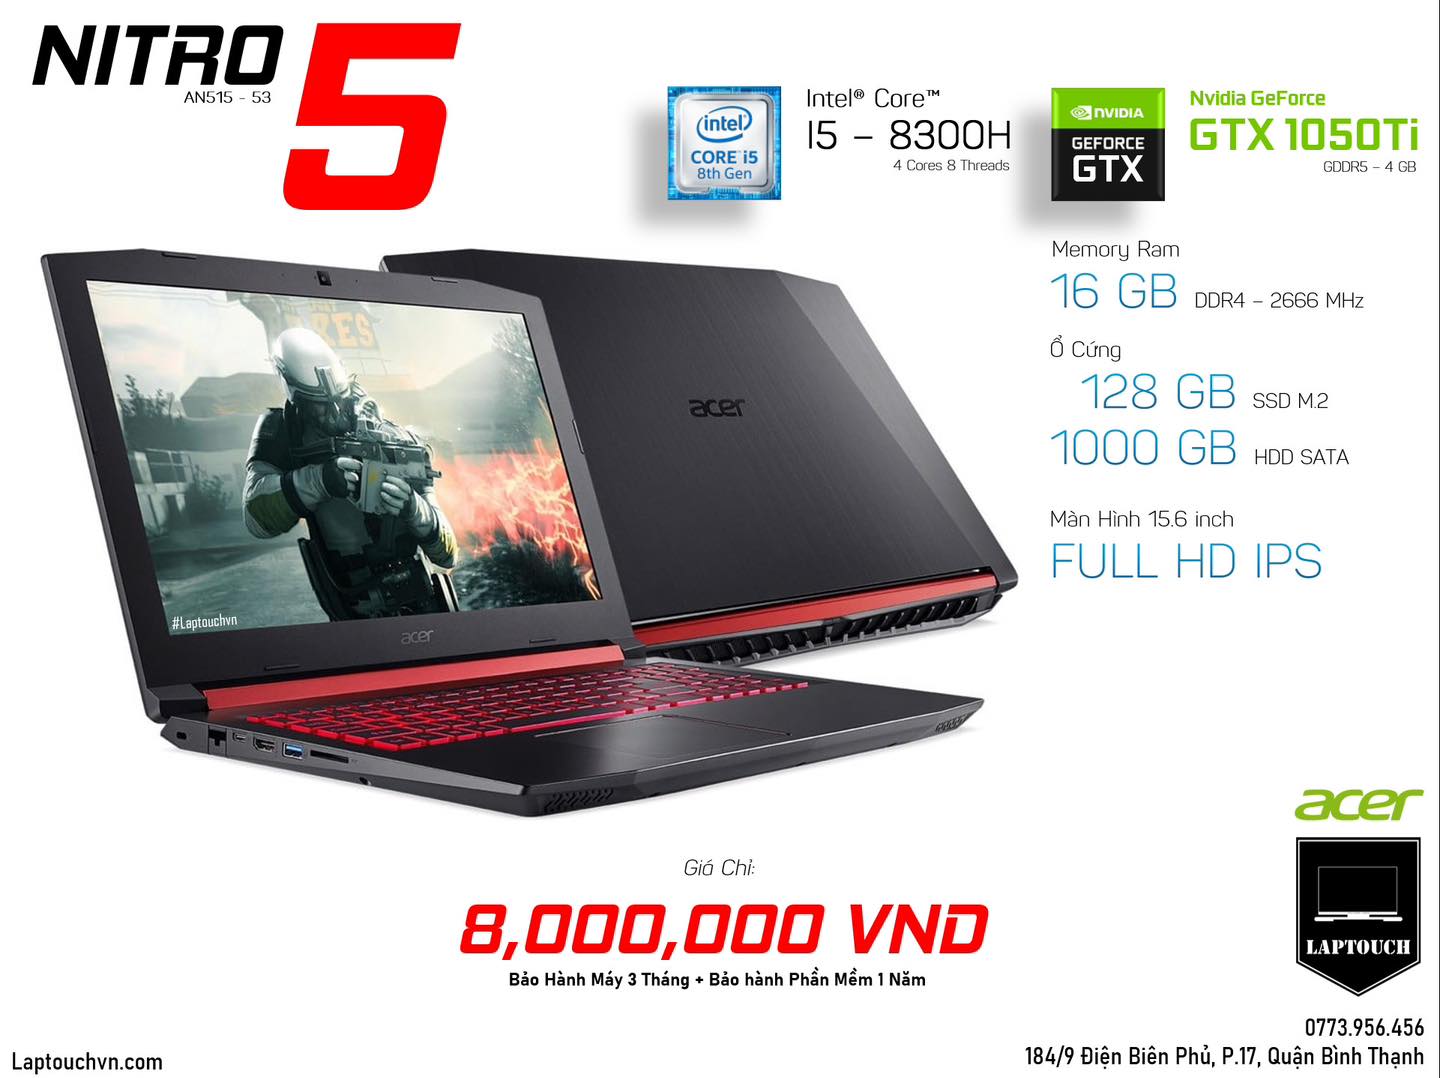 NITRO 5
AN515 - 53
intel
CORE i5
8th Gen
Intel® Core™
I5 – 8300H
4 Cores 8 Threads
NVIDIA
GEFORCE
GTX
Nvidia GeForce
GTX 1050Ti
GDDR5 – 4 GB
Memory Ram
16 GB DDR4 – 2666 MHz
Ổ Cứng
128 GB SSD M.2
1000 GB HDD SATA
Màn Hình 15.6 inch
FULL HD IPS
acer
#Laptouchvn
acer
Giá Chỉ:
8,000,000 VND
Bảo Hành Máy 3 Tháng + Bảo hành Phần Mềm 1 Năm
acer
LAPTOUCH
0773.956.456
184/9 Điện Biên Phủ, P.17, Quận Bình Thạnh
Laptouchvn.com